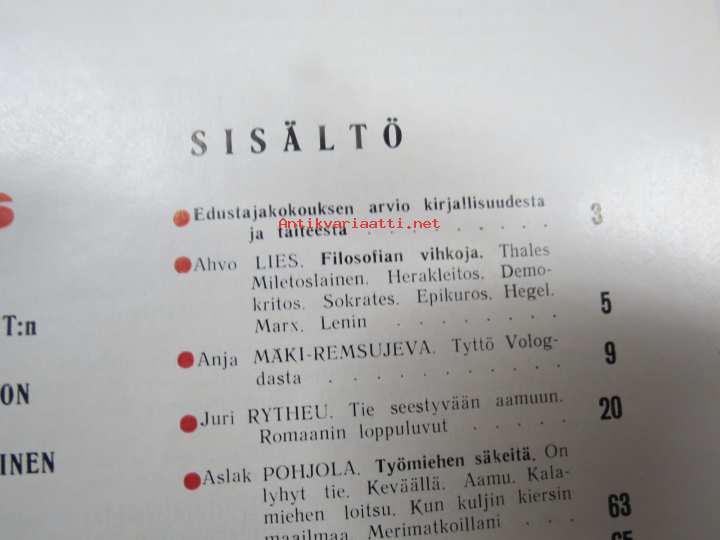 SISÄLTÖ
Edustajakokouksen arvio kirjallisuudesta
Antikvariaatti.net
ja taiteesta . . . . . . . . 3
Ahvo LIES. Filosofian vihkoja. Thales
Miletoslainen. Herakleitos. Demo-
kritos. Sokrates. Epikuros. Hegel.
Marx. Lenin . . . . . . . 5
Anja MÄKI-REMSUJEVA. Tyttö Volog-
dasta . . . . . . . . . . . 9
Juri RYTHEU. Tie seestyvään aamuun.
Romaanin loppuluvut . . . . . 20
Aslak POHJOLA. Työmiehen säkeitä. On
lyhyt tie. Keväällä. Aamu. Kala-
miehen loitsu. Kun kuljin kiersin
maailmaa. Merimatkoillani . . . 63
T:n
ON
INEN